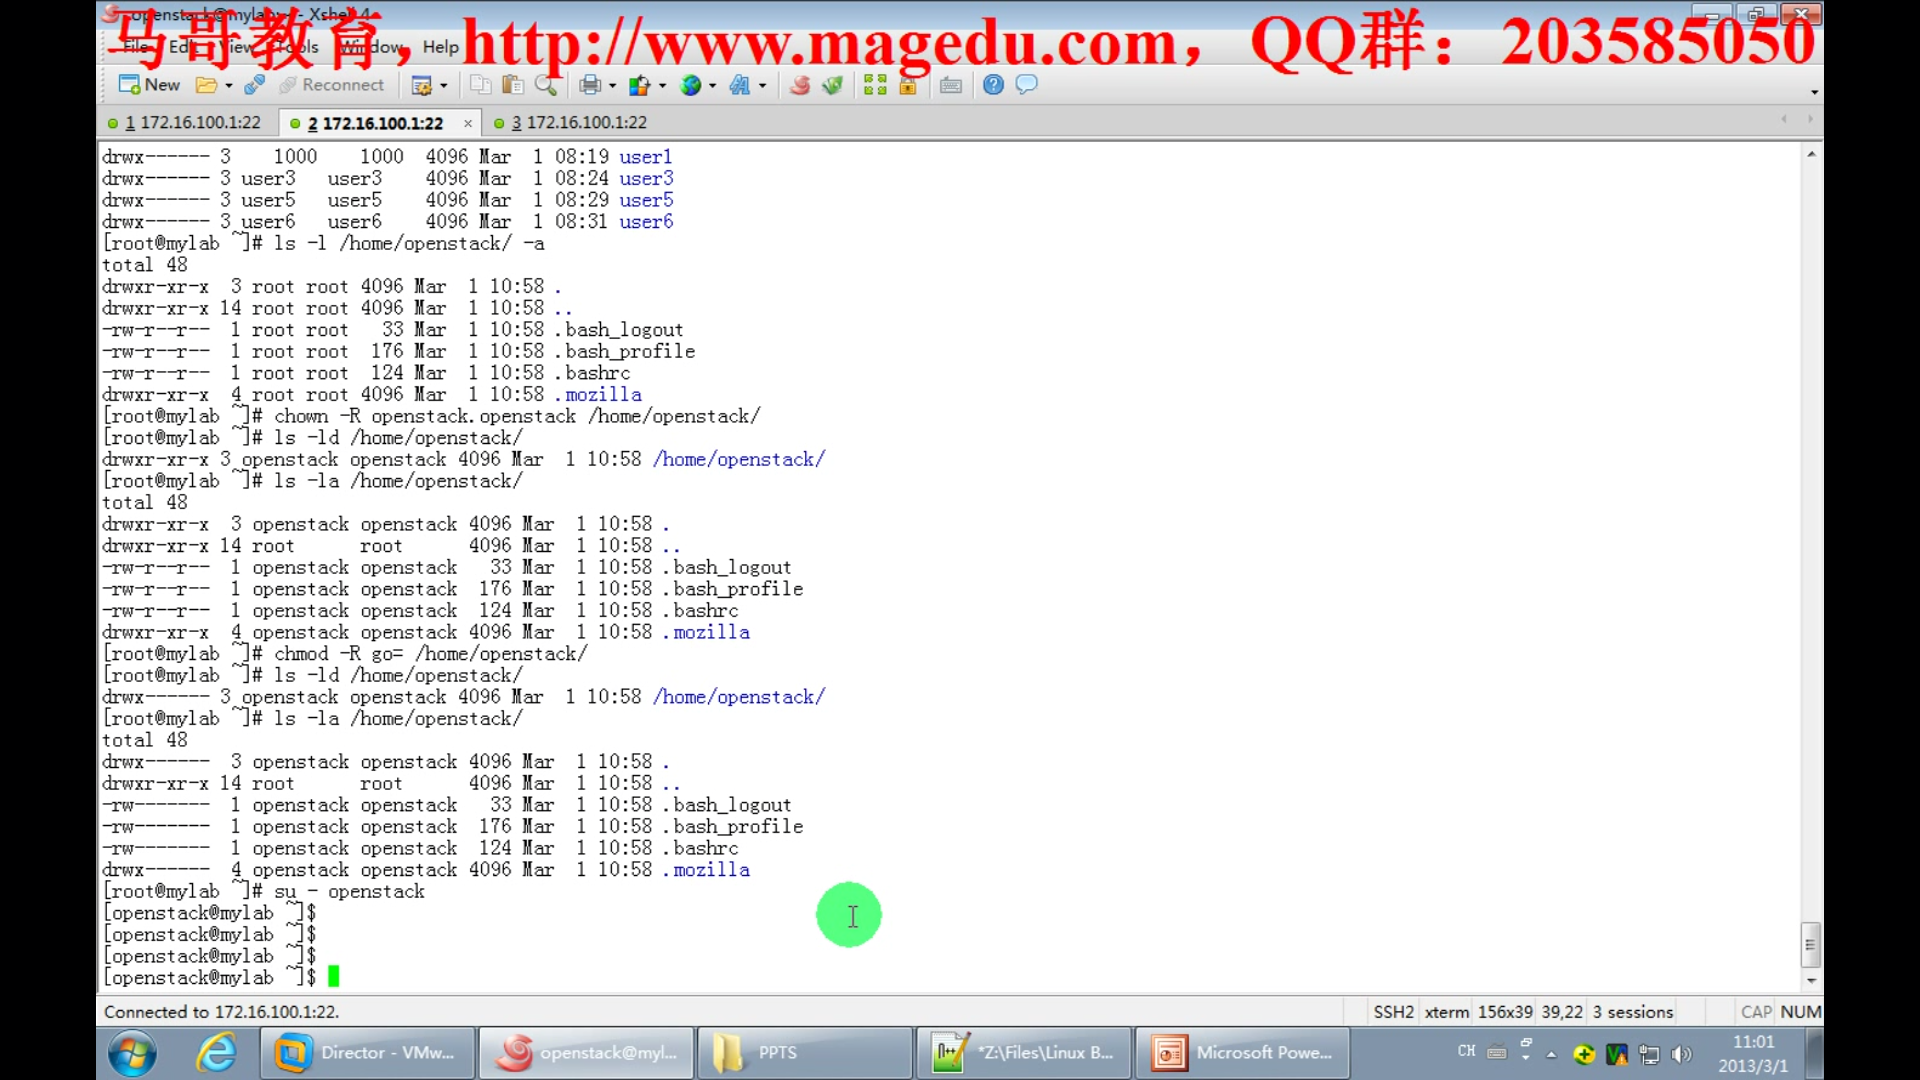 openstack@mylab:~ - Xshell 4
马哥教育，http://www.magedu.com，QQ群：203585050
File Edit View Tools Window Help
New Reconnect
1 172.16.100.1:22 2 172.16.100.1:22 × 3 172.16.100.1:22
drwx------ 3 1000 1000 4096 Mar 1 08:19 user1
drwx------ 3 user3 user3 4096 Mar 1 08:24 user3
drwx------ 3 user5 user5 4096 Mar 1 08:29 user5
drwx------ 3 user6 user6 4096 Mar 1 08:31 user6
[root@mylab ~]# ls -l /home/openstack/ -a
total 48
drwxr-xr-x 3 root root 4096 Mar 1 10:58 .
drwxr-xr-x 14 root root 4096 Mar 1 10:58 ..
-rw-r--r-- 1 root root 33 Mar 1 10:58 .bash_logout
-rw-r--r-- 1 root root 176 Mar 1 10:58 .bash_profile
-rw-r--r-- 1 root root 124 Mar 1 10:58 .bashrc
drwxr-xr-x 4 root root 4096 Mar 1 10:58 .mozilla
[root@mylab ~]# chown -R openstack.openstack /home/openstack/
[root@mylab ~]# ls -ld /home/openstack/
drwxr-xr-x 3 openstack openstack 4096 Mar 1 10:58 /home/openstack/
[root@mylab ~]# ls -la /home/openstack/
total 48
drwxr-xr-x 3 openstack openstack 4096 Mar 1 10:58 .
drwxr-xr-x 14 root root 4096 Mar 1 10:58 ..
-rw-r--r-- 1 openstack openstack 33 Mar 1 10:58 .bash_logout
-rw-r--r-- 1 openstack openstack 176 Mar 1 10:58 .bash_profile
-rw-r--r-- 1 openstack openstack 124 Mar 1 10:58 .bashrc
drwxr-xr-x 4 openstack openstack 4096 Mar 1 10:58 .mozilla
[root@mylab ~]# chmod -R go= /home/openstack/
[root@mylab ~]# ls -ld /home/openstack/
drwx------ 3 openstack openstack 4096 Mar 1 10:58 /home/openstack/
[root@mylab ~]# ls -la /home/openstack/
total 48
drwx------ 3 openstack openstack 4096 Mar 1 10:58 .
drwxr-xr-x 14 root root 4096 Mar 1 10:58 ..
-rw------- 1 openstack openstack 33 Mar 1 10:58 .bash_logout
-rw------- 1 openstack openstack 176 Mar 1 10:58 .bash_profile
-rw------- 1 openstack openstack 124 Mar 1 10:58 .bashrc
drwx------ 4 openstack openstack 4096 Mar 1 10:58 .mozilla
[root@mylab ~]# su - openstack
[openstack@mylab ~]$
[openstack@mylab ~]$
[openstack@mylab ~]$
[openstack@mylab ~]$
Connected to 172.16.100.1:22. SSH2 xterm 156x39 39,22 3 sessions CAP NUM
Director - VMw... openstack@myl... PPTS *Z:\Files\Linux B... Microsoft Powe... CH 11:01
2013/3/1